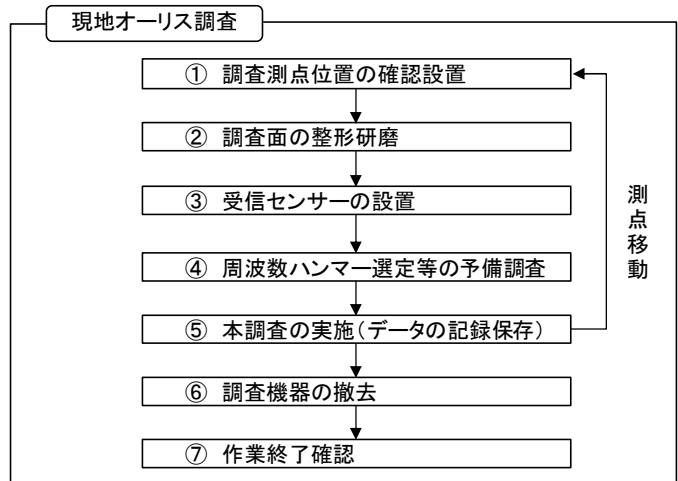 現地オーリス調査
① 調査測点位置の確認設置
② 調査面の整形研磨
③ 受信センサーの設置
④ 周波数ハンマー選定等の予備調査
⑤ 本調査の実施(データの記録保存)
⑥ 調査機器の撤去
⑦ 作業終了確認
測点移動